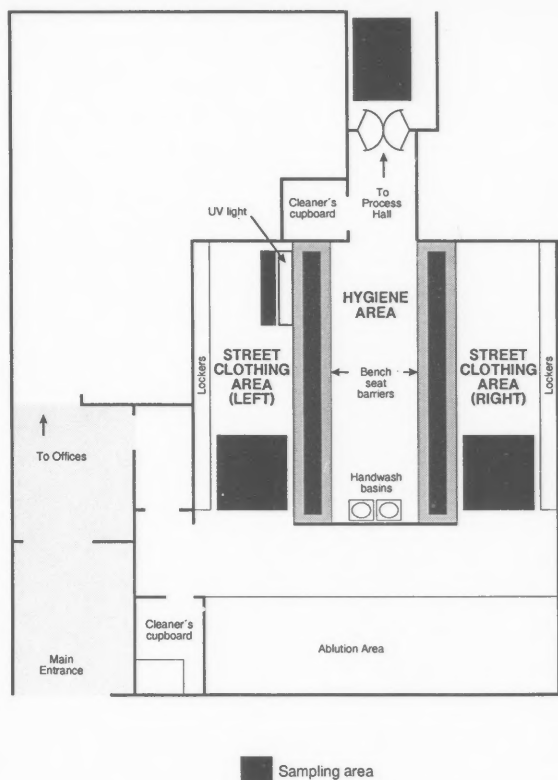 To
Process
Hall
Cleaner's
cupboard
UV light
HYGIENE
AREA
STREET
CLOTHING
AREA
(LEFT)
Lockers
Bench
seat
barriers
STREET
CLOTHING
AREA
(RIGHT)
Lockers
To Offices
Handwash
basins
Cleaner's
cupboard
Main
Entrance
Ablution Area
Sampling area